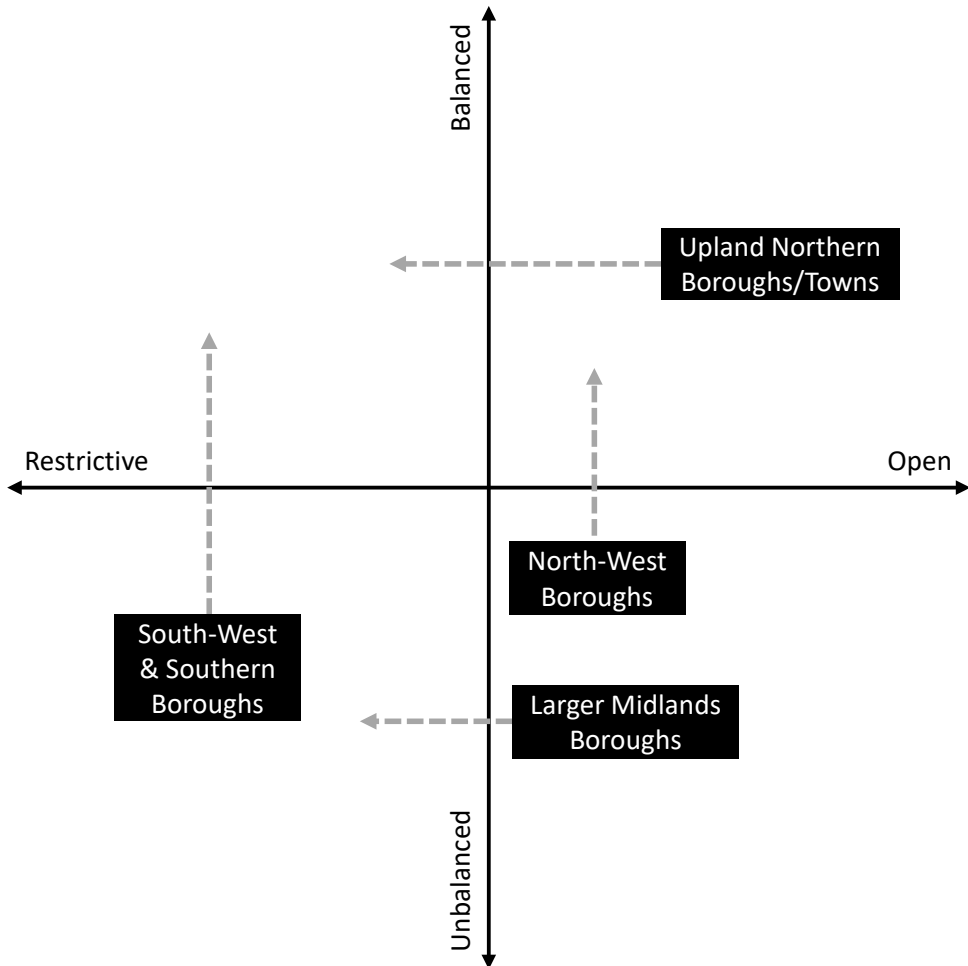 Balanced
Upland Northern
Boroughs/Towns
Restrictive
Open
North-West
Boroughs
South-West
& Southern
Boroughs
Larger Midlands
Boroughs
Unbalanced